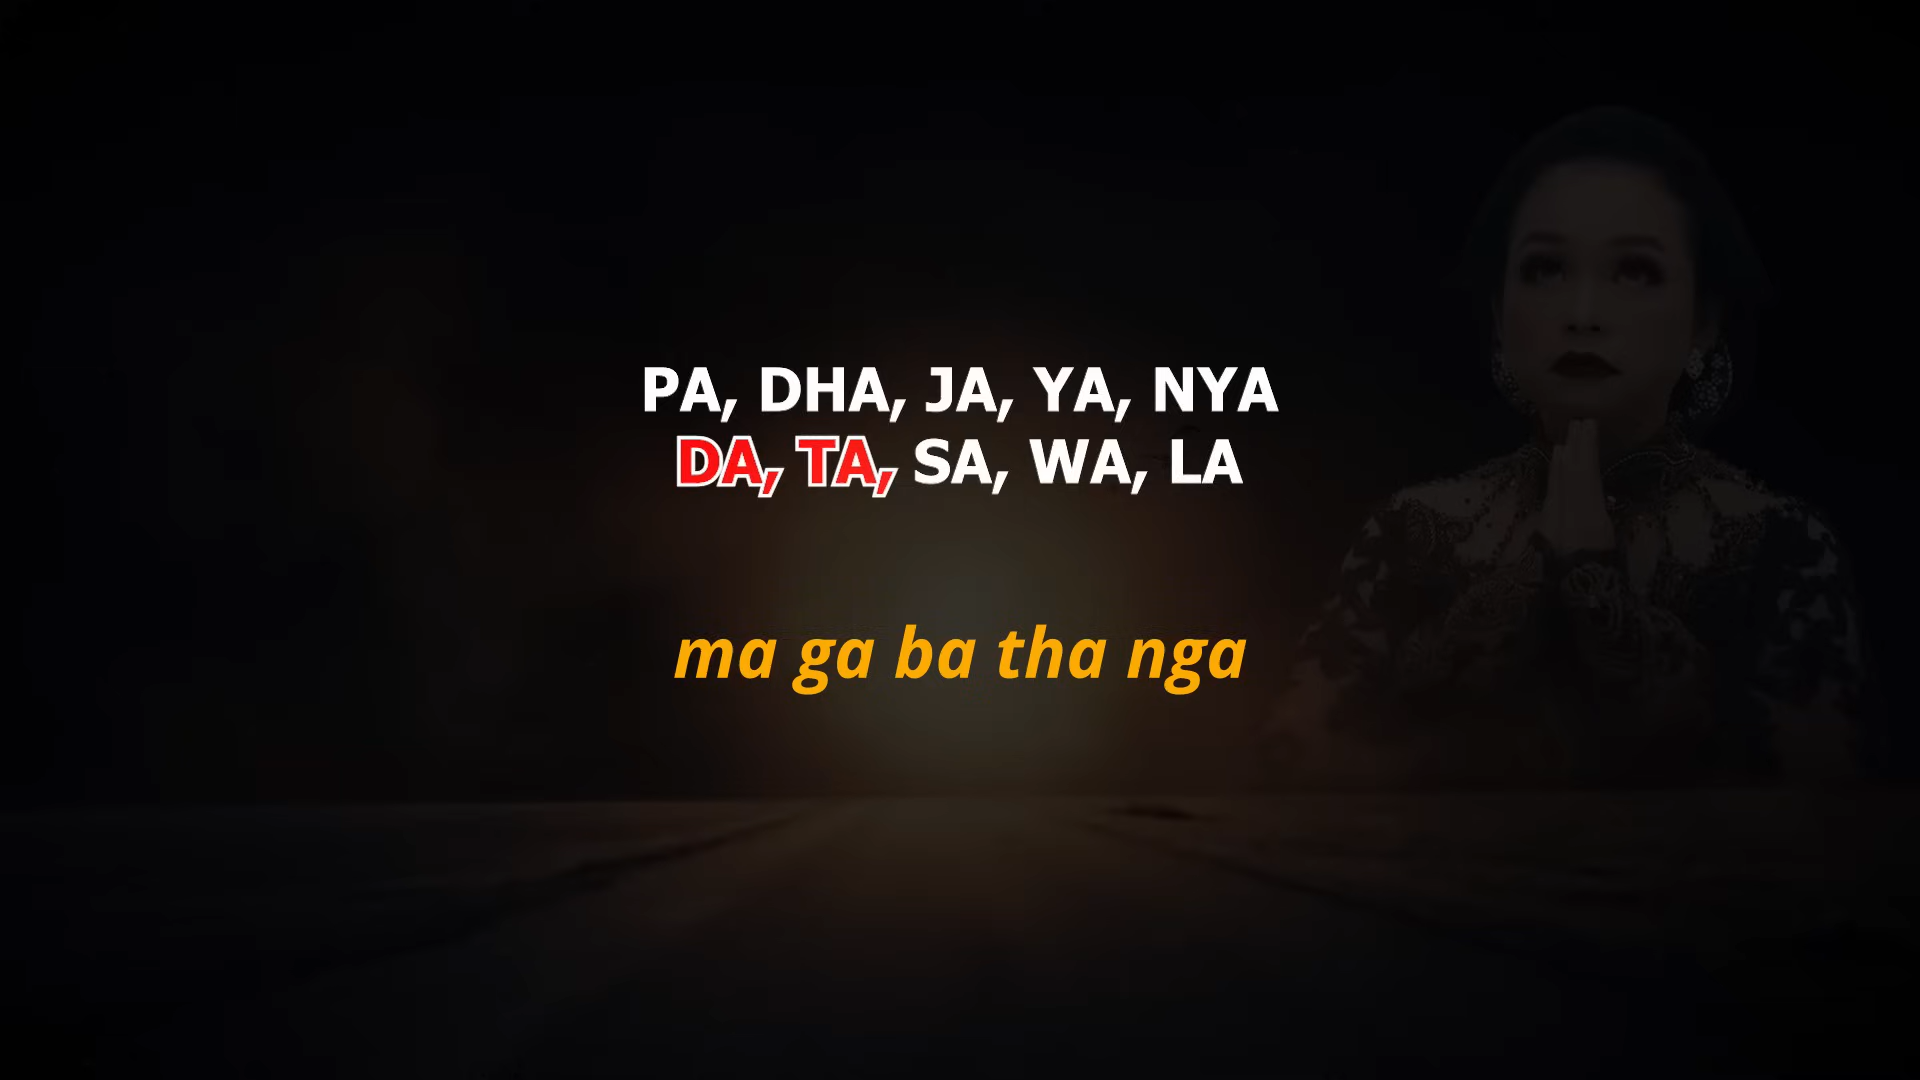 PA, DHA, JA, YA, NYA
DA, TA, SA, WA, LA
ma ga ba tha nga